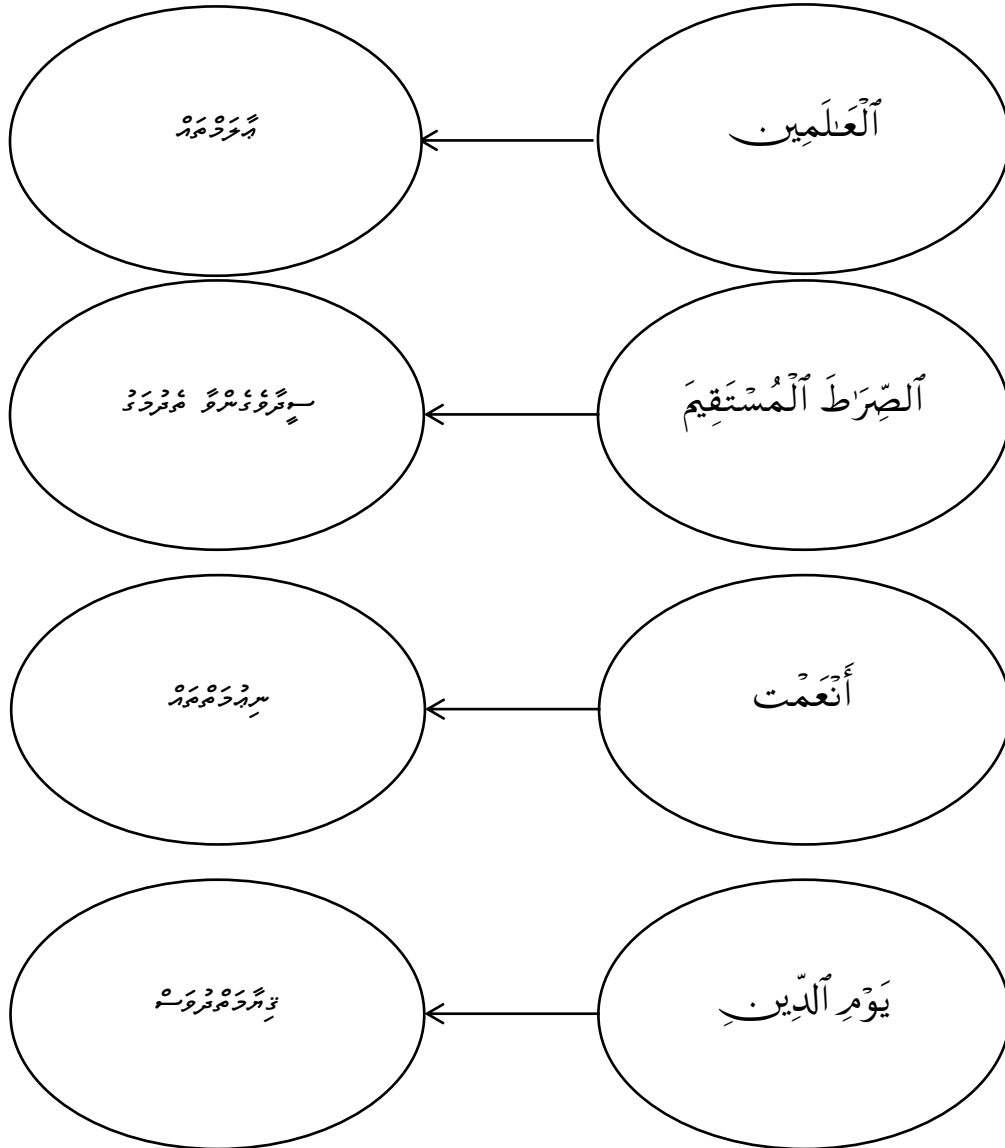 ٱلْعَـٰلَمِين
ޢާލަމްތައް
ٱلصِّرَٰطَ ٱلْمُسْتَقِيمَ
ސީދާވެގެންވާ ތެދުމަގު
أَنْعَمْت
ނިޢުމަތްތައް
يَوْمِ ٱلدِّينِ
ޤިޔާމަތްދުވަސް